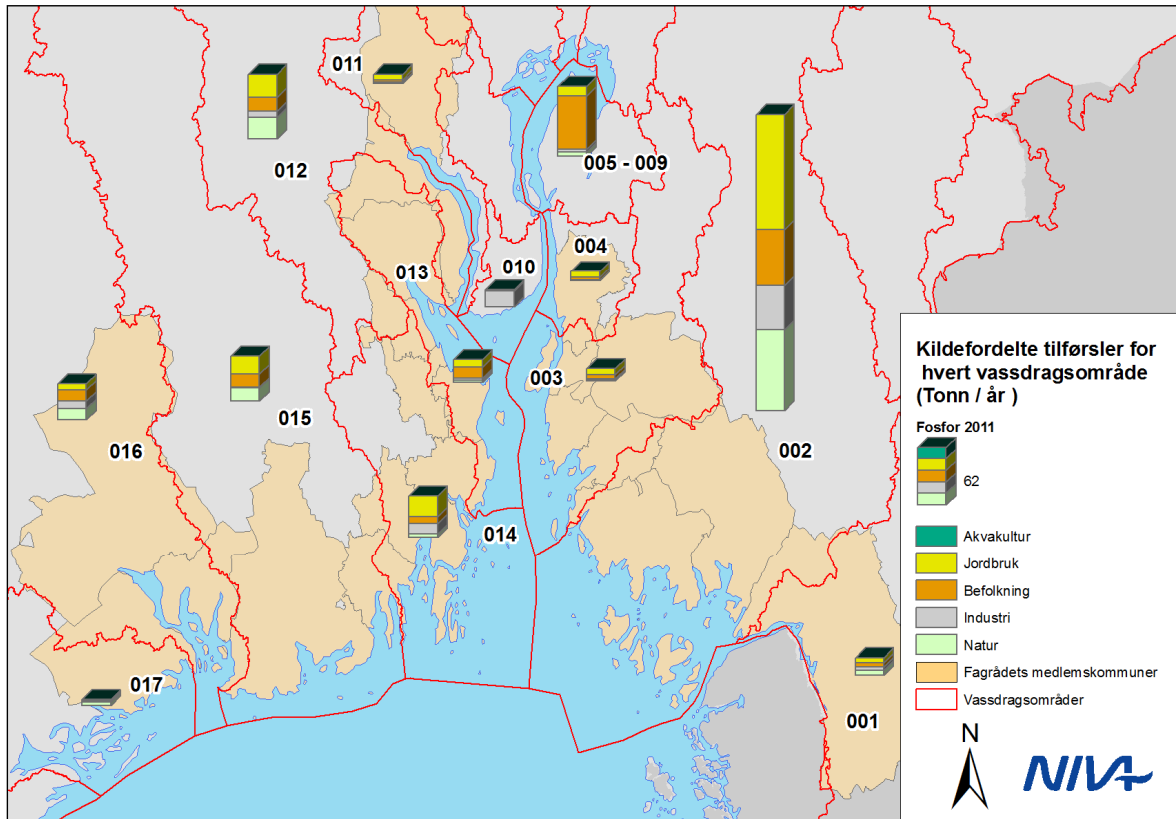 011
012
005 - 009
004
010
013
003
015
016
002
014
017
001
Kildefordelte tilførsler for
hvert vassdragsområde
(Tonn / år )
Fosfor 2011
62
Akvakultur
Jordbruk
Befolkning
Industri
Natur
Fagrådets medlemskommuner
Vassdragsområder
N
NIVA